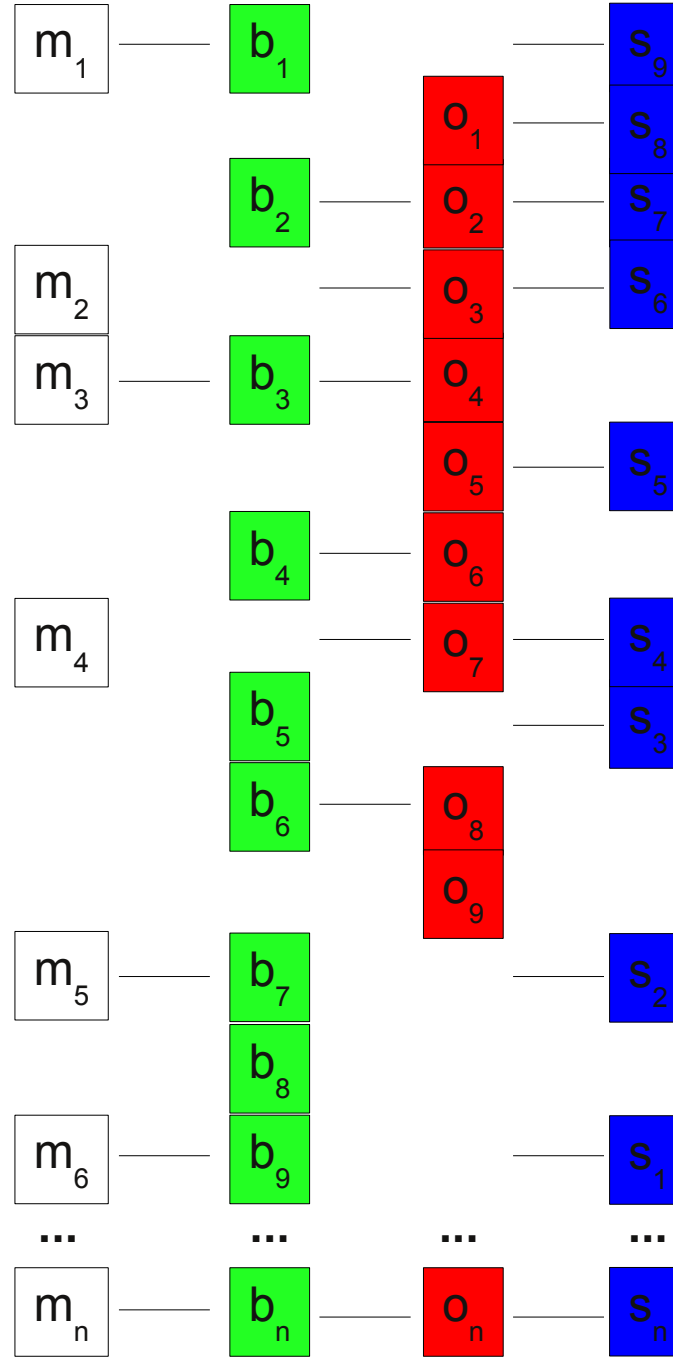 m₁ b₁ s₉
o₁ s₈
b₂ o₂ s₇
m₂ o₃ s₆
m₃ b₃ o₄
o₅ s₅
b₄ o₆
m₄ o₇ s₄
b₅ s₃
b₆ o₈
o₉
m₅ b₇ s₂
b₈
m₆ b₉ s₁
... ... ... ...
mₙ bₙ oₙ sₙ